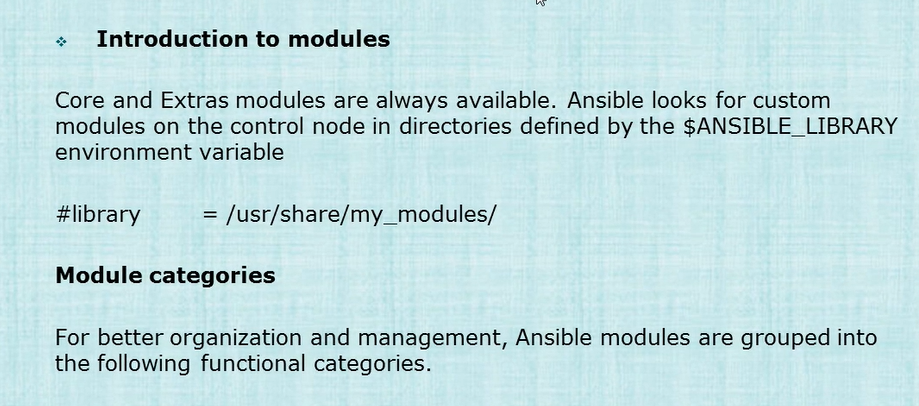 Introduction to modules
Core and Extras modules are always available. Ansible looks for custom
modules on the control node in directories defined by the $ANSIBLE_LIBRARY
environment variable
#library = /usr/share/my_modules/
Module categories
For better organization and management, Ansible modules are grouped into
the following functional categories.